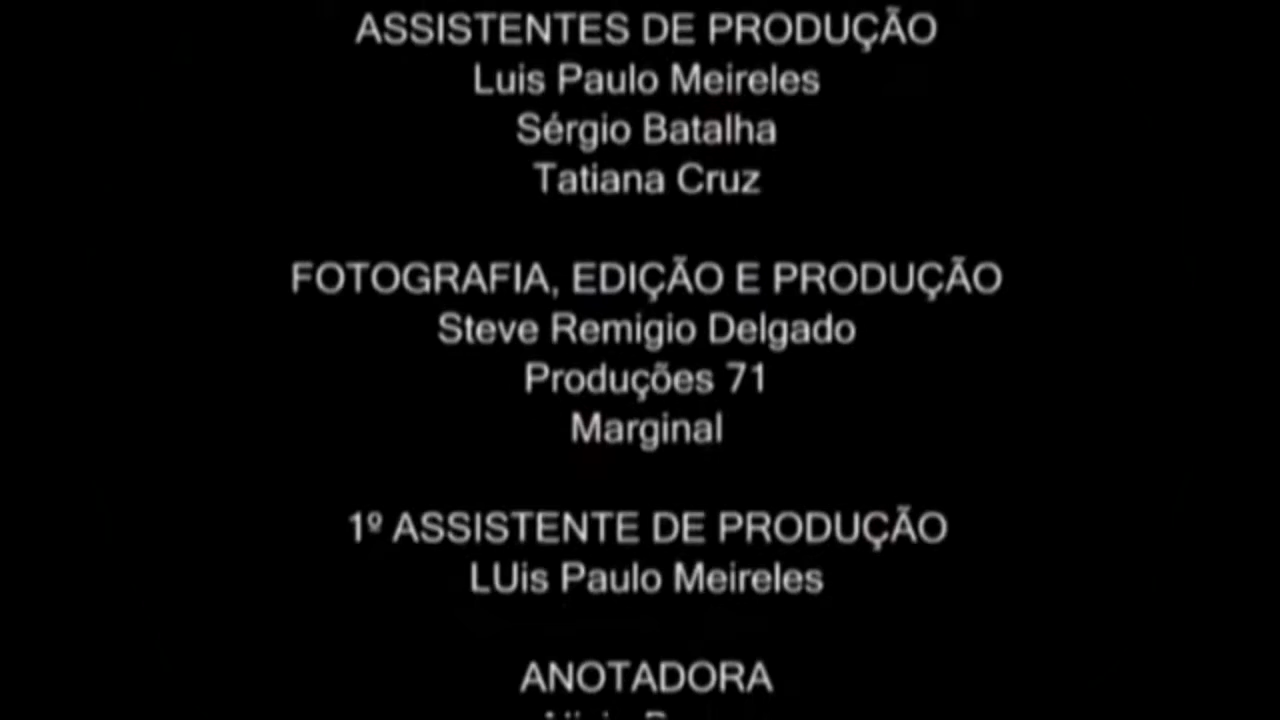 ASSISTENTES DE PRODUÇÃO
Luis Paulo Meireles
Sérgio Batalha
Tatiana Cruz
FOTOGRAFIA, EDIÇÃO E PRODUÇÃO
Steve Remigio Delgado
Produções 71
Marginal
1º ASSISTENTE DE PRODUÇÃO
LUis Paulo Meireles
ANOTADORA